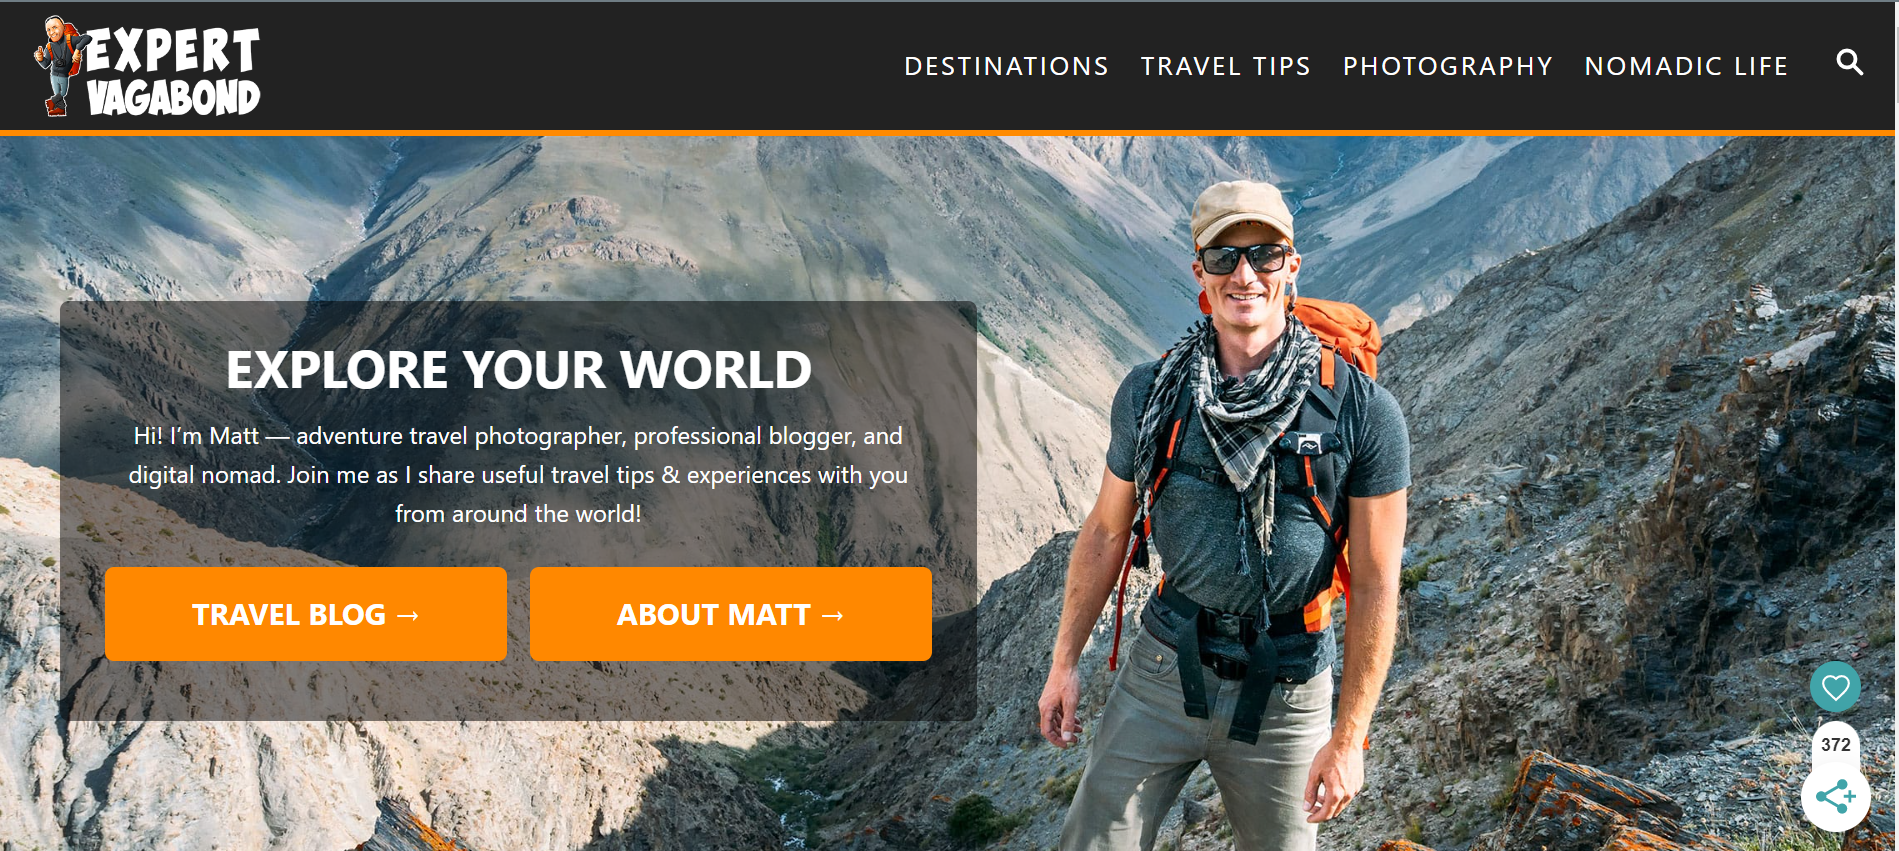 EXPERT
VAGABOND
DESTINATIONS TRAVEL TIPS PHOTOGRAPHY NOMADIC LIFE
EXPLORE YOUR WORLD
Hi! I'm Matt — adventure travel photographer, professional blogger, and
digital nomad. Join me as I share useful travel tips & experiences with you
from around the world!
TRAVEL BLOG → ABOUT MATT →
372